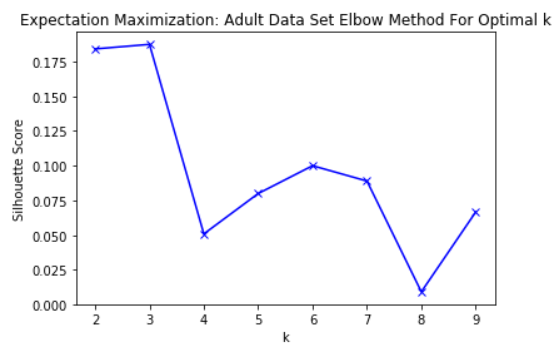 Expectation Maximization: Adult Data Set Elbow Method For Optimal k
0.175
0.150
0.125
0.100
0.075
0.050
0.025
0.000
Silhouette Score
2 3 4 5 6 7 8 9
k